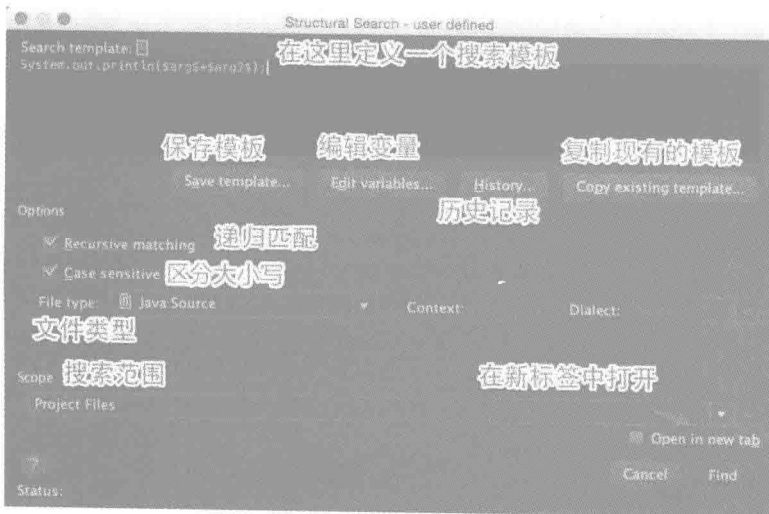 Structural Search - user defined
Search template:
在这里定义一个搜索模板
System.out.println($arg$+$arg2$);
保存模板 编辑变量 复制现有的模板
Save template... Edit variables... History... Copy existing template...
Options
历史记录
Recursive matching 递归匹配
Case sensitive 区分大小写
File type: Java Source Context: Dialect:
文件类型
Scope 搜索范围 在新标签中打开
Project Files
Open in new tab
?
Cancel Find
Status: